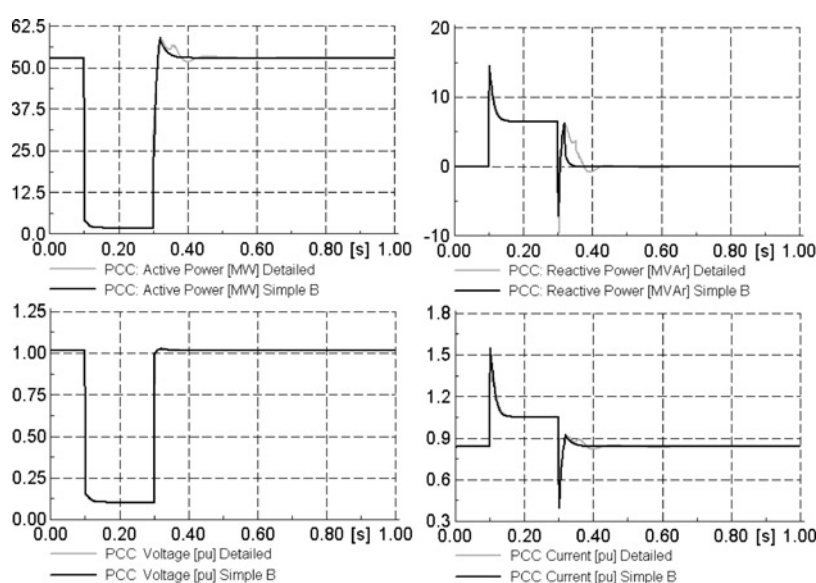 62.5
50.0
37.5
25.0
12.5
0.0
0.00 0.20 0.40 0.60 0.80 [s] 1.00
PCC: Active Power [MW] Detailed
PCC: Active Power [MW] Simple B
20
10
0
-10
0.00 0.20 0.40 0.60 0.80 [s] 1.00
PCC: Reactive Power [MVAr] Detailed
PCC: Reactive Power [MVAr] Simple B
1.25
1.00
0.75
0.50
0.25
0.00
0.00 0.20 0.40 0.60 0.80 [s] 1.00
PCC Voltage [pu] Detailed
PCC Voltage [pu] Simple B
1.8
1.5
1.2
0.9
0.6
0.3
0.00 0.20 0.40 0.60 0.80 [s] 1.00
PCC Current [pu] Detailed
PCC Current [pu] Simple B